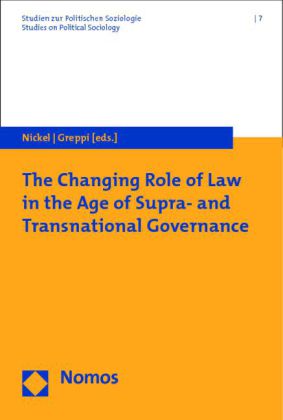 Studien zur Politischen Soziologie
Studies on Political Sociology
| 7
Nickel | Greppi [eds.]
The Changing Role of Law
in the Age of Supra- and
Transnational Governance
Nomos